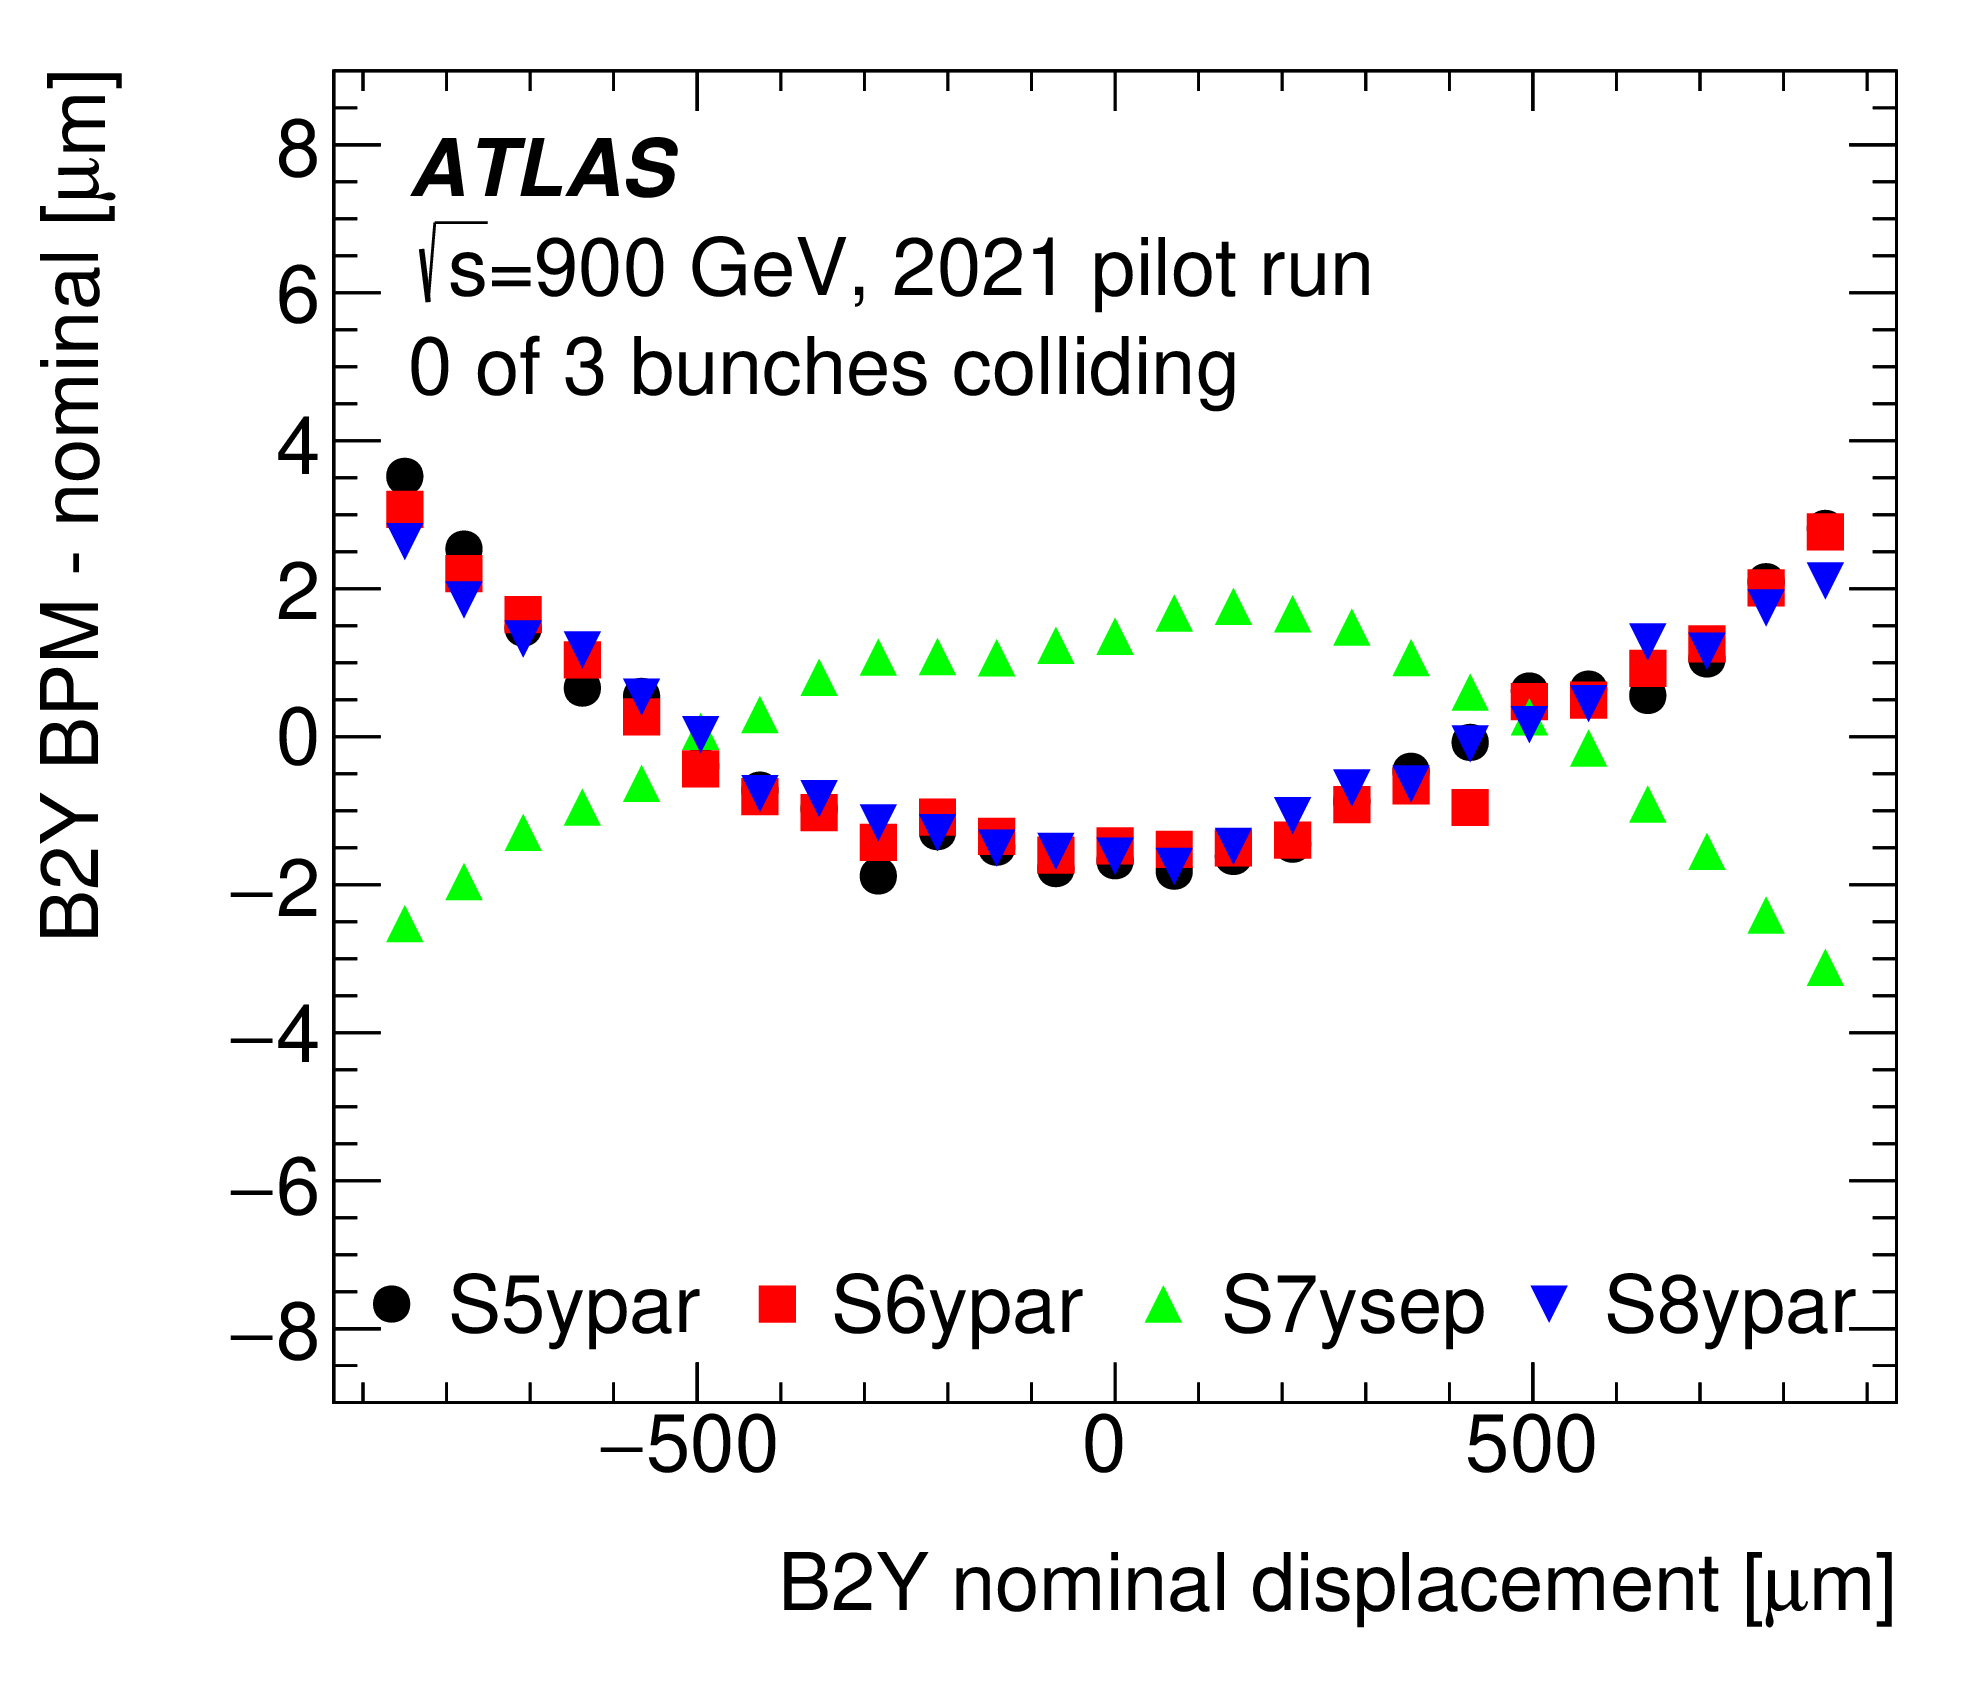 B2Y BPM - nominal [μm]
8
6
4
2
0
−2
−4
−6
−8
ATLAS
√s=900 GeV, 2021 pilot run
0 of 3 bunches colliding
S5ypar S6ypar S7ysep S8ypar
−500 0 500
B2Y nominal displacement [μm]